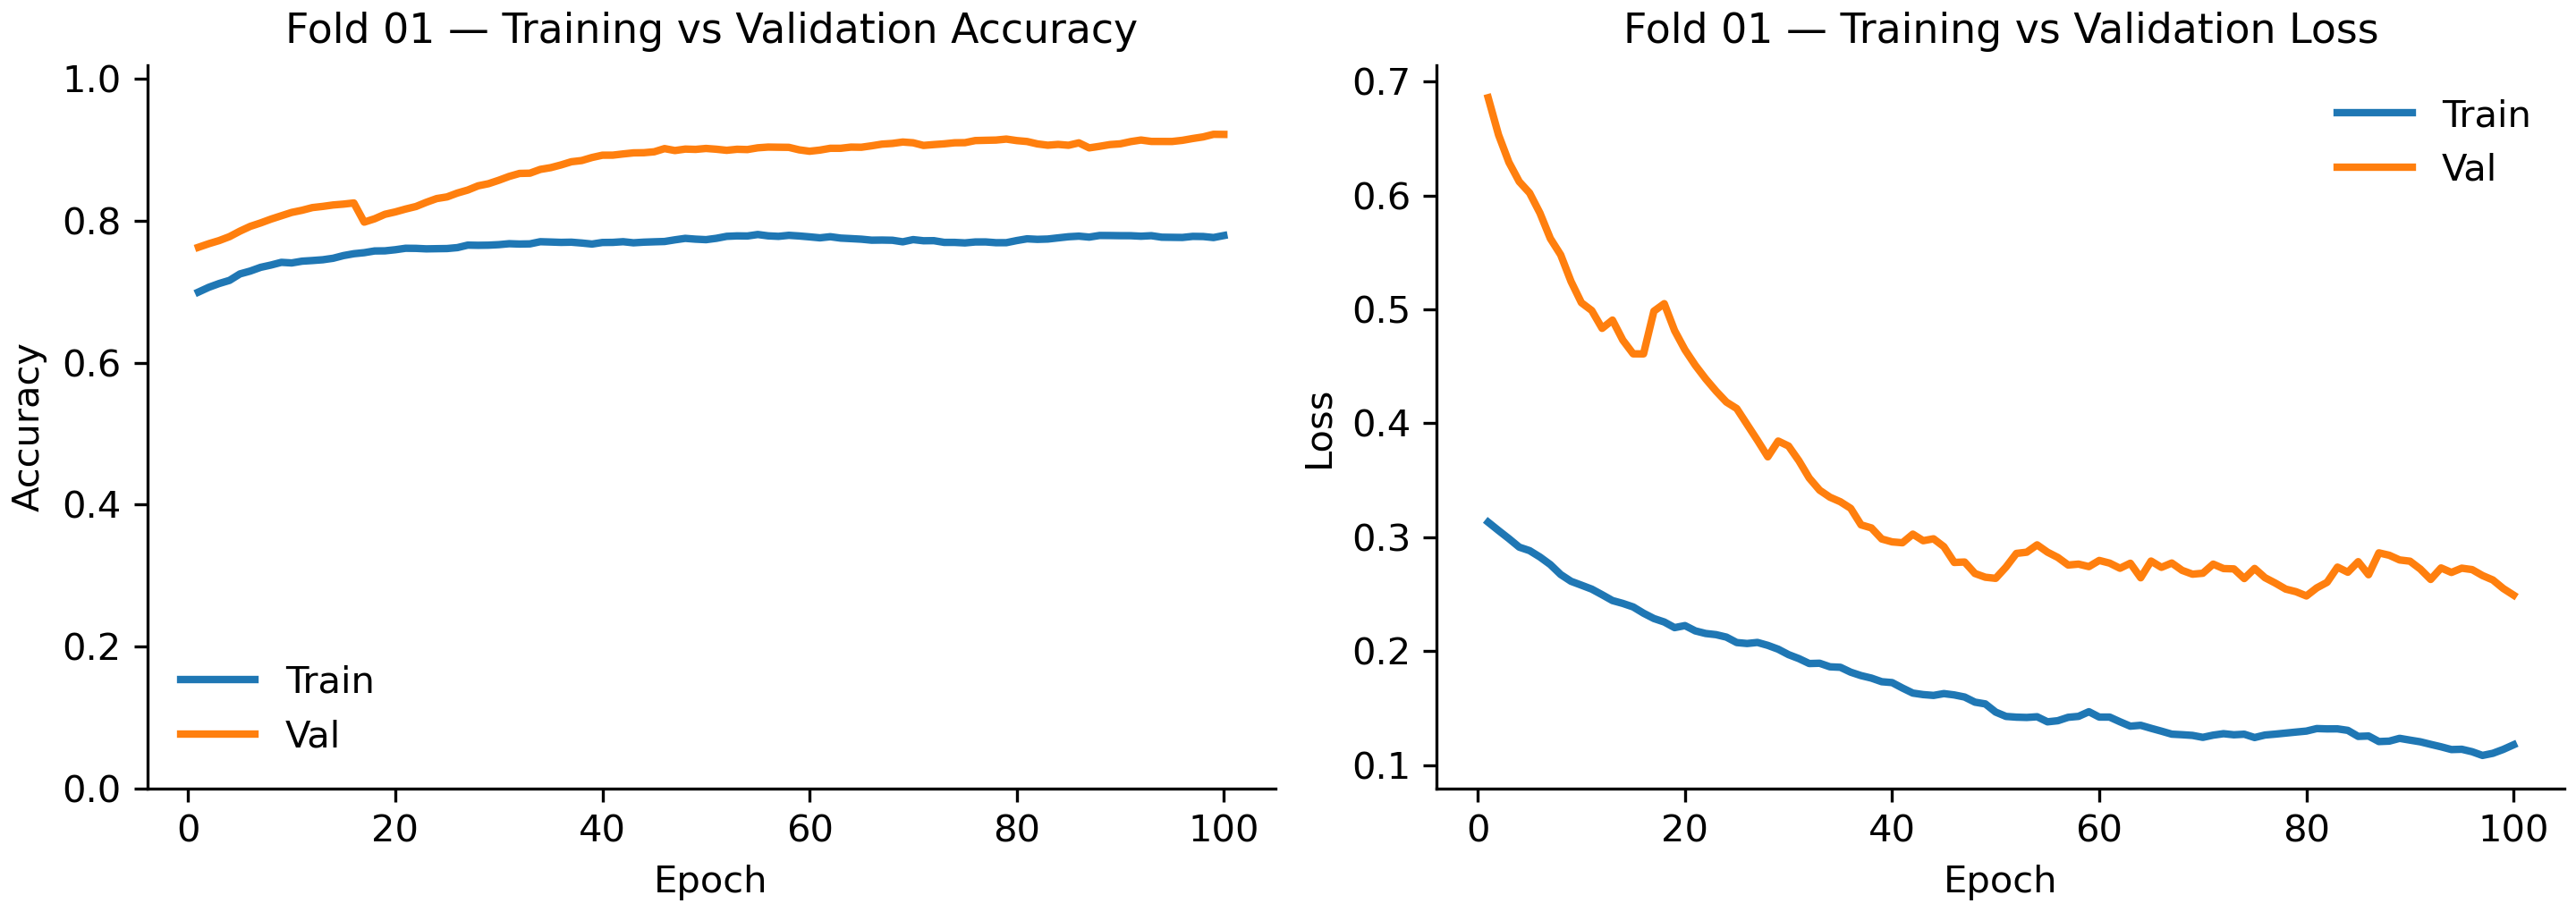 Fold 01 — Training vs Validation Accuracy
1.0
0.8
0.6
0.4
0.2
0.0
Accuracy
Train
Val
0 20 40 60 80 100
Epoch
Fold 01 — Training vs Validation Loss
0.7
0.6
0.5
0.4
0.3
0.2
0.1
Loss
Train
Val
0 20 40 60 80 100
Epoch